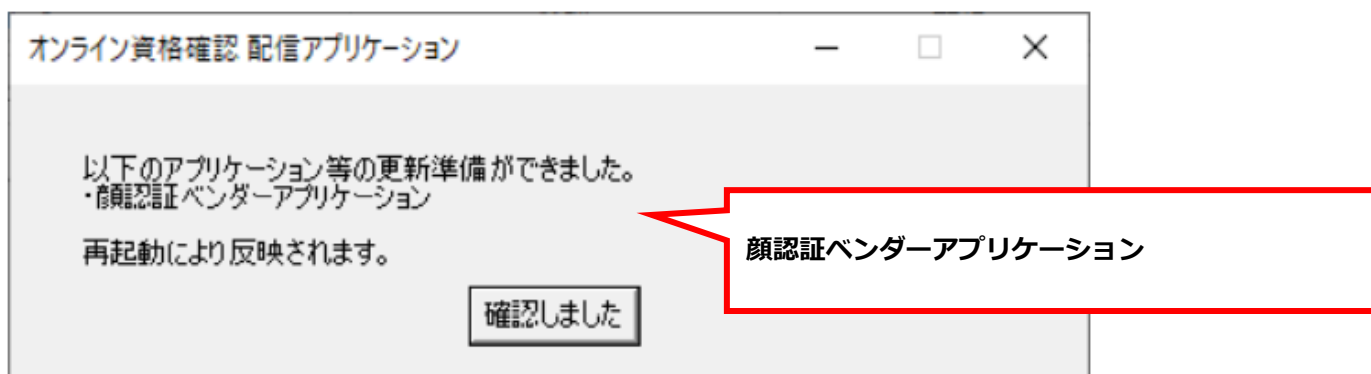 オンライン資格確認 配信アプリケーション
以下のアプリケーション等の更新準備ができました。
・顔認証ベンダーアプリケーション
顔認証ベンダーアプリケーション
再起動により反映されます。
確認しました